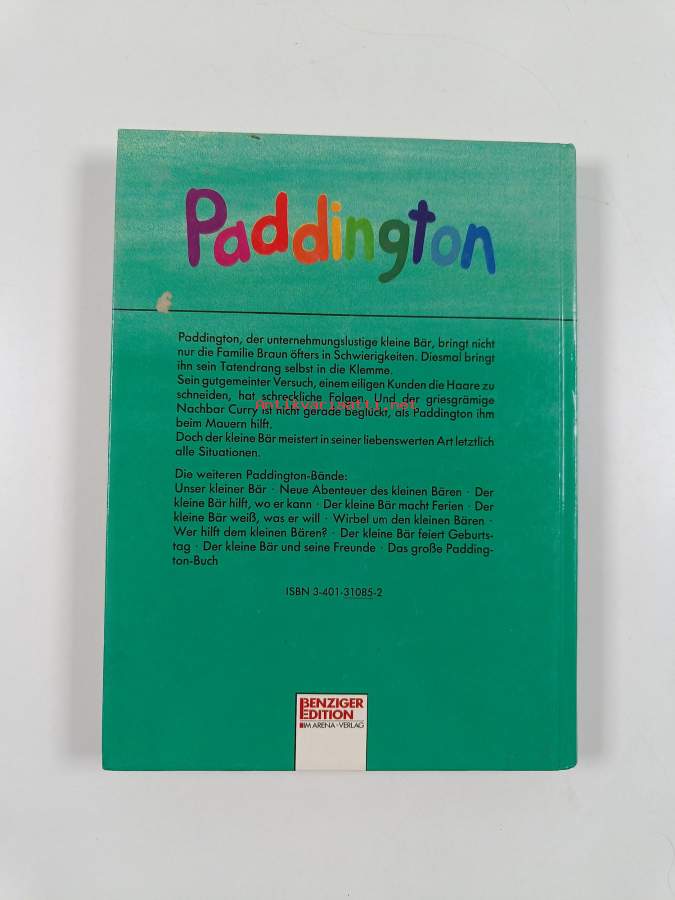 Paddington
Paddington, der unternehmungslustige kleine Bär, bringt nicht
nur die Familie Braun öfters in Schwierigkeiten. Diesmal bringt
ihn sein Tatendrang selbst in die Klemme.
Sein gutgemeinter Versuch, einem eiligen Kunden die Haare zu
schneiden, hat schreckliche Folgen. Und der griesgrämige
Antikvariaatti.net
Nachbar Curry ist nicht gerade beglückt, als Paddington ihm
beim Mauern hilft.
Doch der kleine Bär meistert in seiner liebenswerten Art letztlich
alle Situationen.
Die weiteren Paddington-Bände:
Unser kleiner Bär · Neue Abenteuer des kleinen Bären · Der
kleine Bär hilft, wo er kann · Der kleine Bär macht Ferien · Der
kleine Bär weiß, was er will · Wirbel um den kleinen Bären ·
Wer hilft dem kleinen Bären? · Der kleine Bär feiert Geburts-
tag · Der kleine Bär und seine Freunde · Das große Padding-
ton-Buch
ISBN 3-401-31085-2
BENZIGER
EDITION
IM ARENA-VERLAG